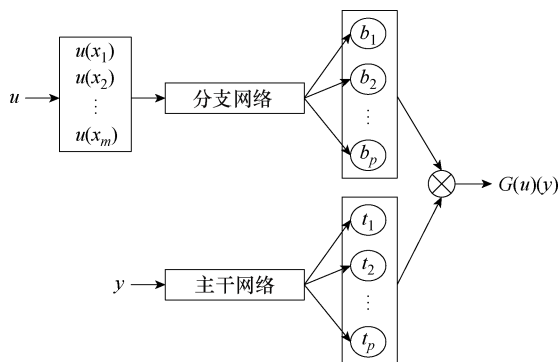 u
u(x₁)
u(x₂)
⋮
u(xₘ)
分支网络
b₁
b₂
⋮
bₚ
G(u)(y)
y
主干网络
t₁
t₂
⋮
tₚ